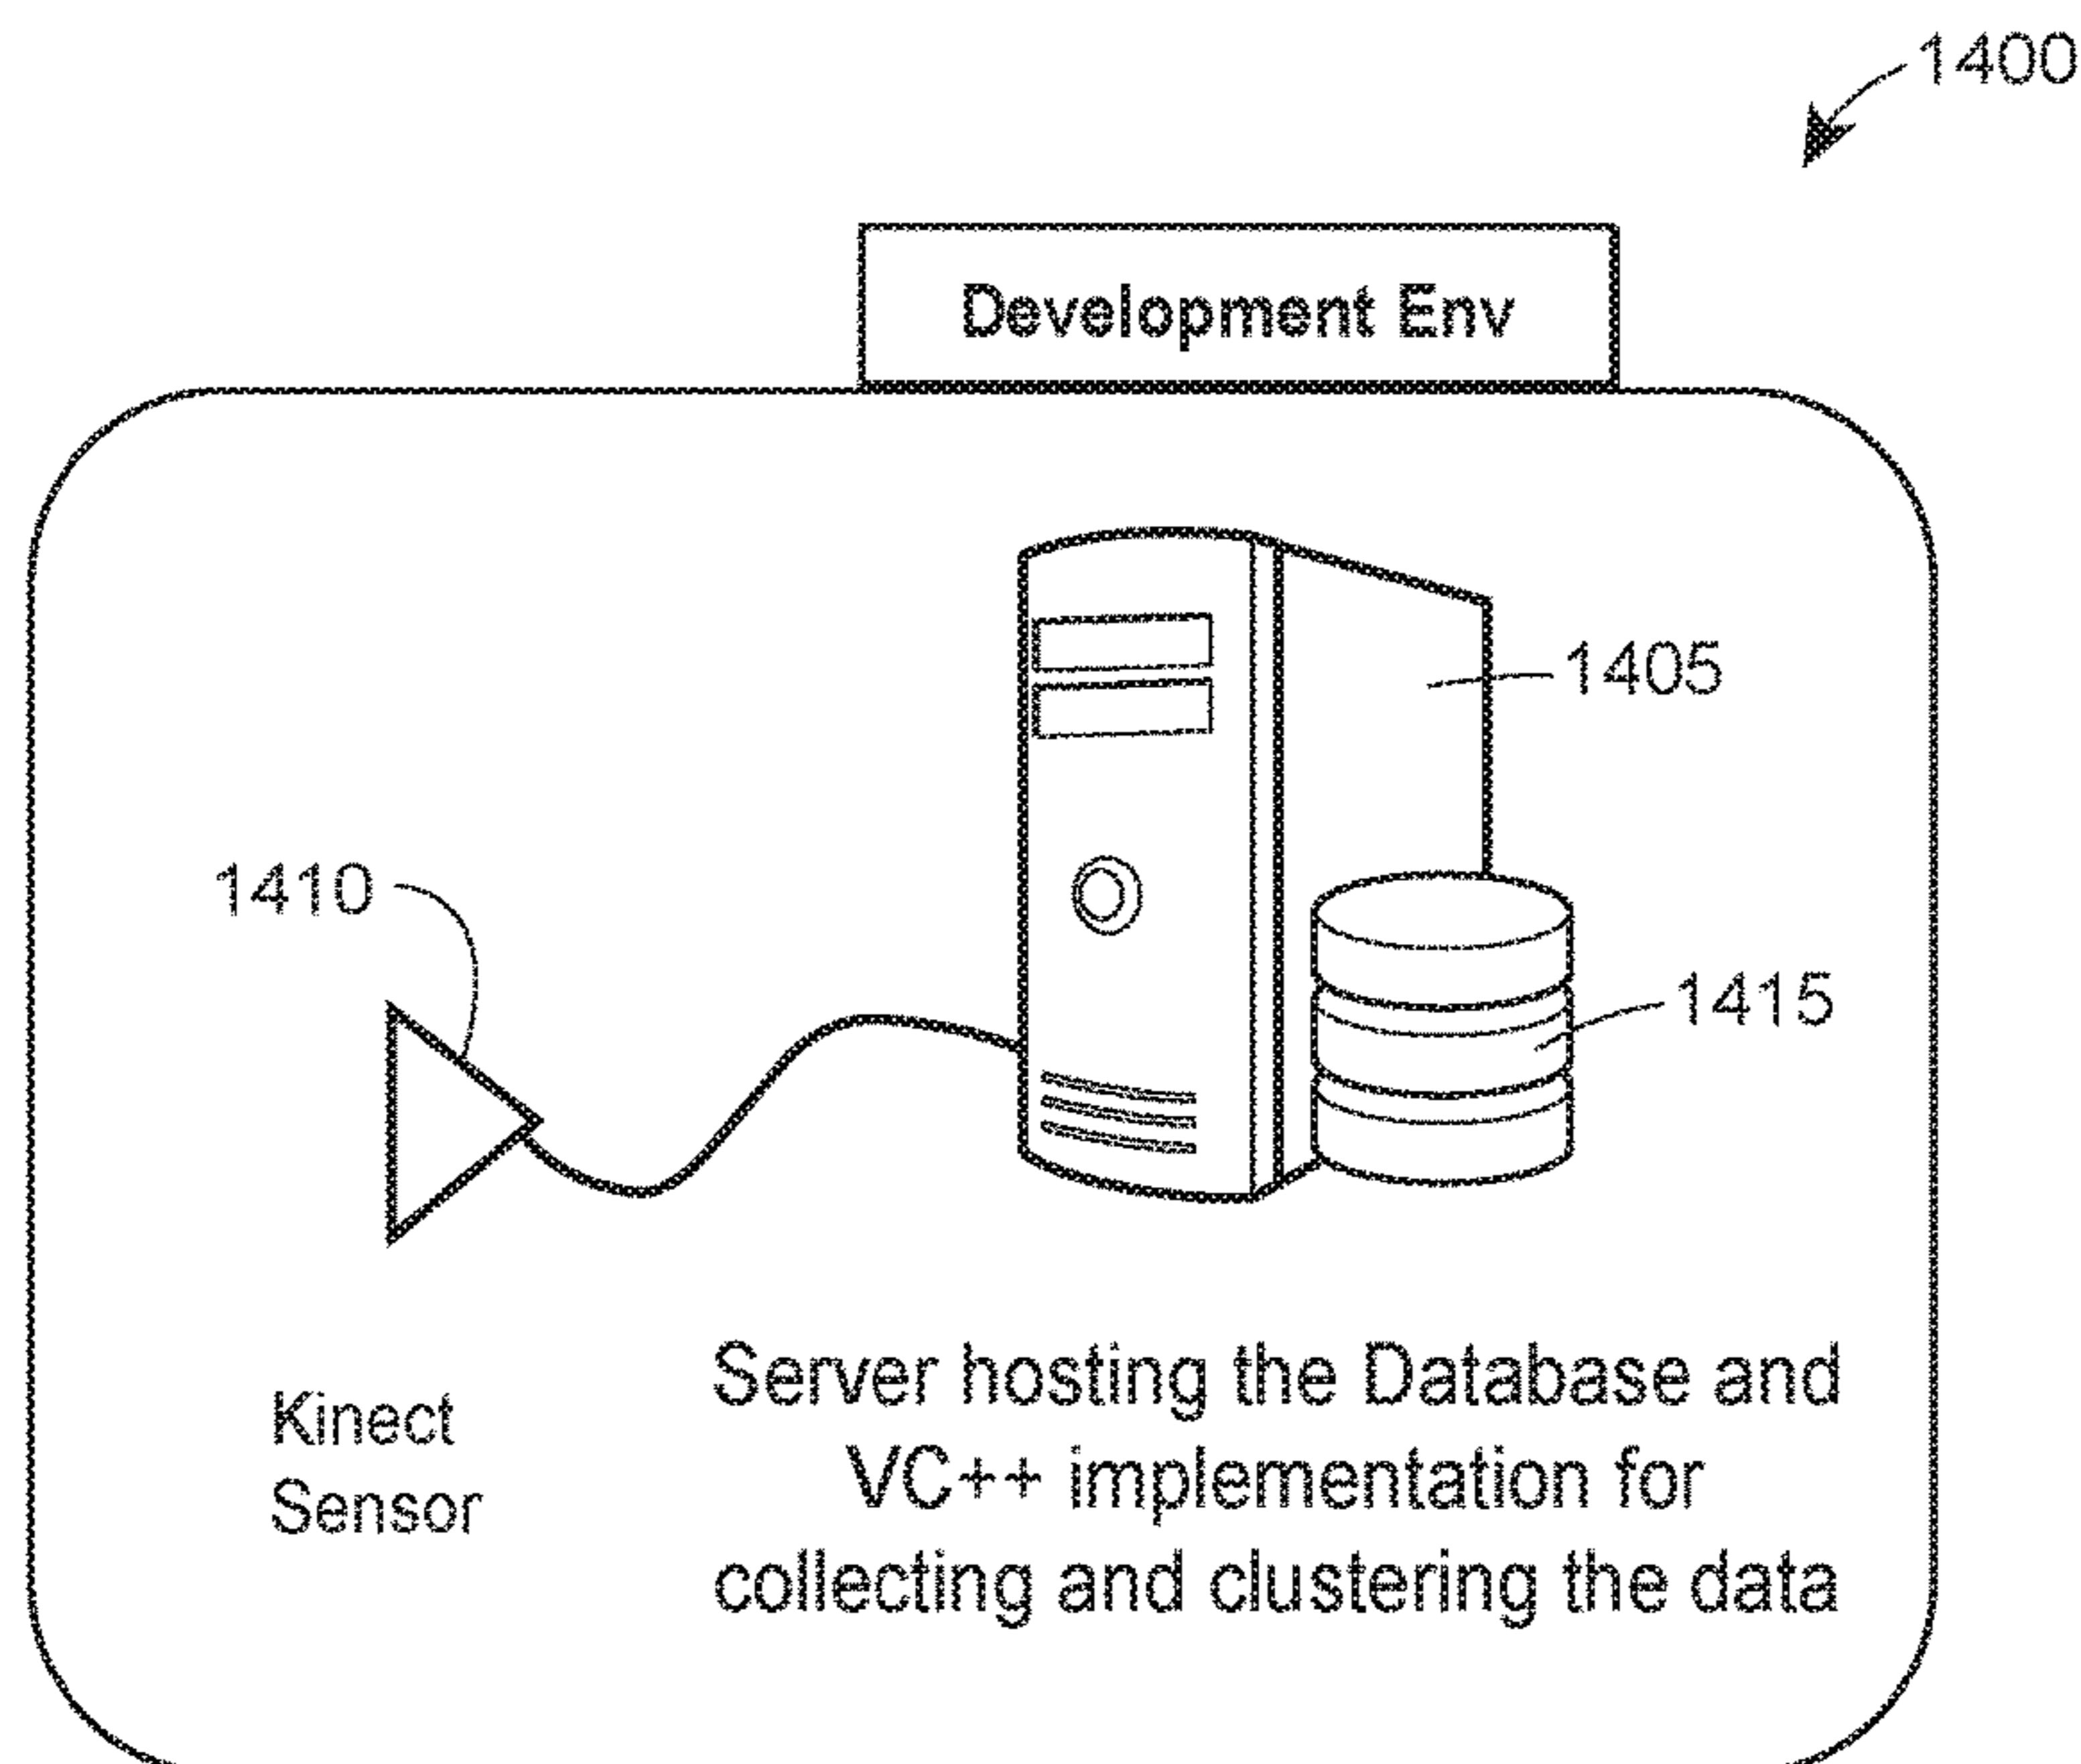 1400
Development Env
1405
1410
1415
Kinect
Sensor
Server hosting the Database and
VC++ implementation for
collecting and clustering the data